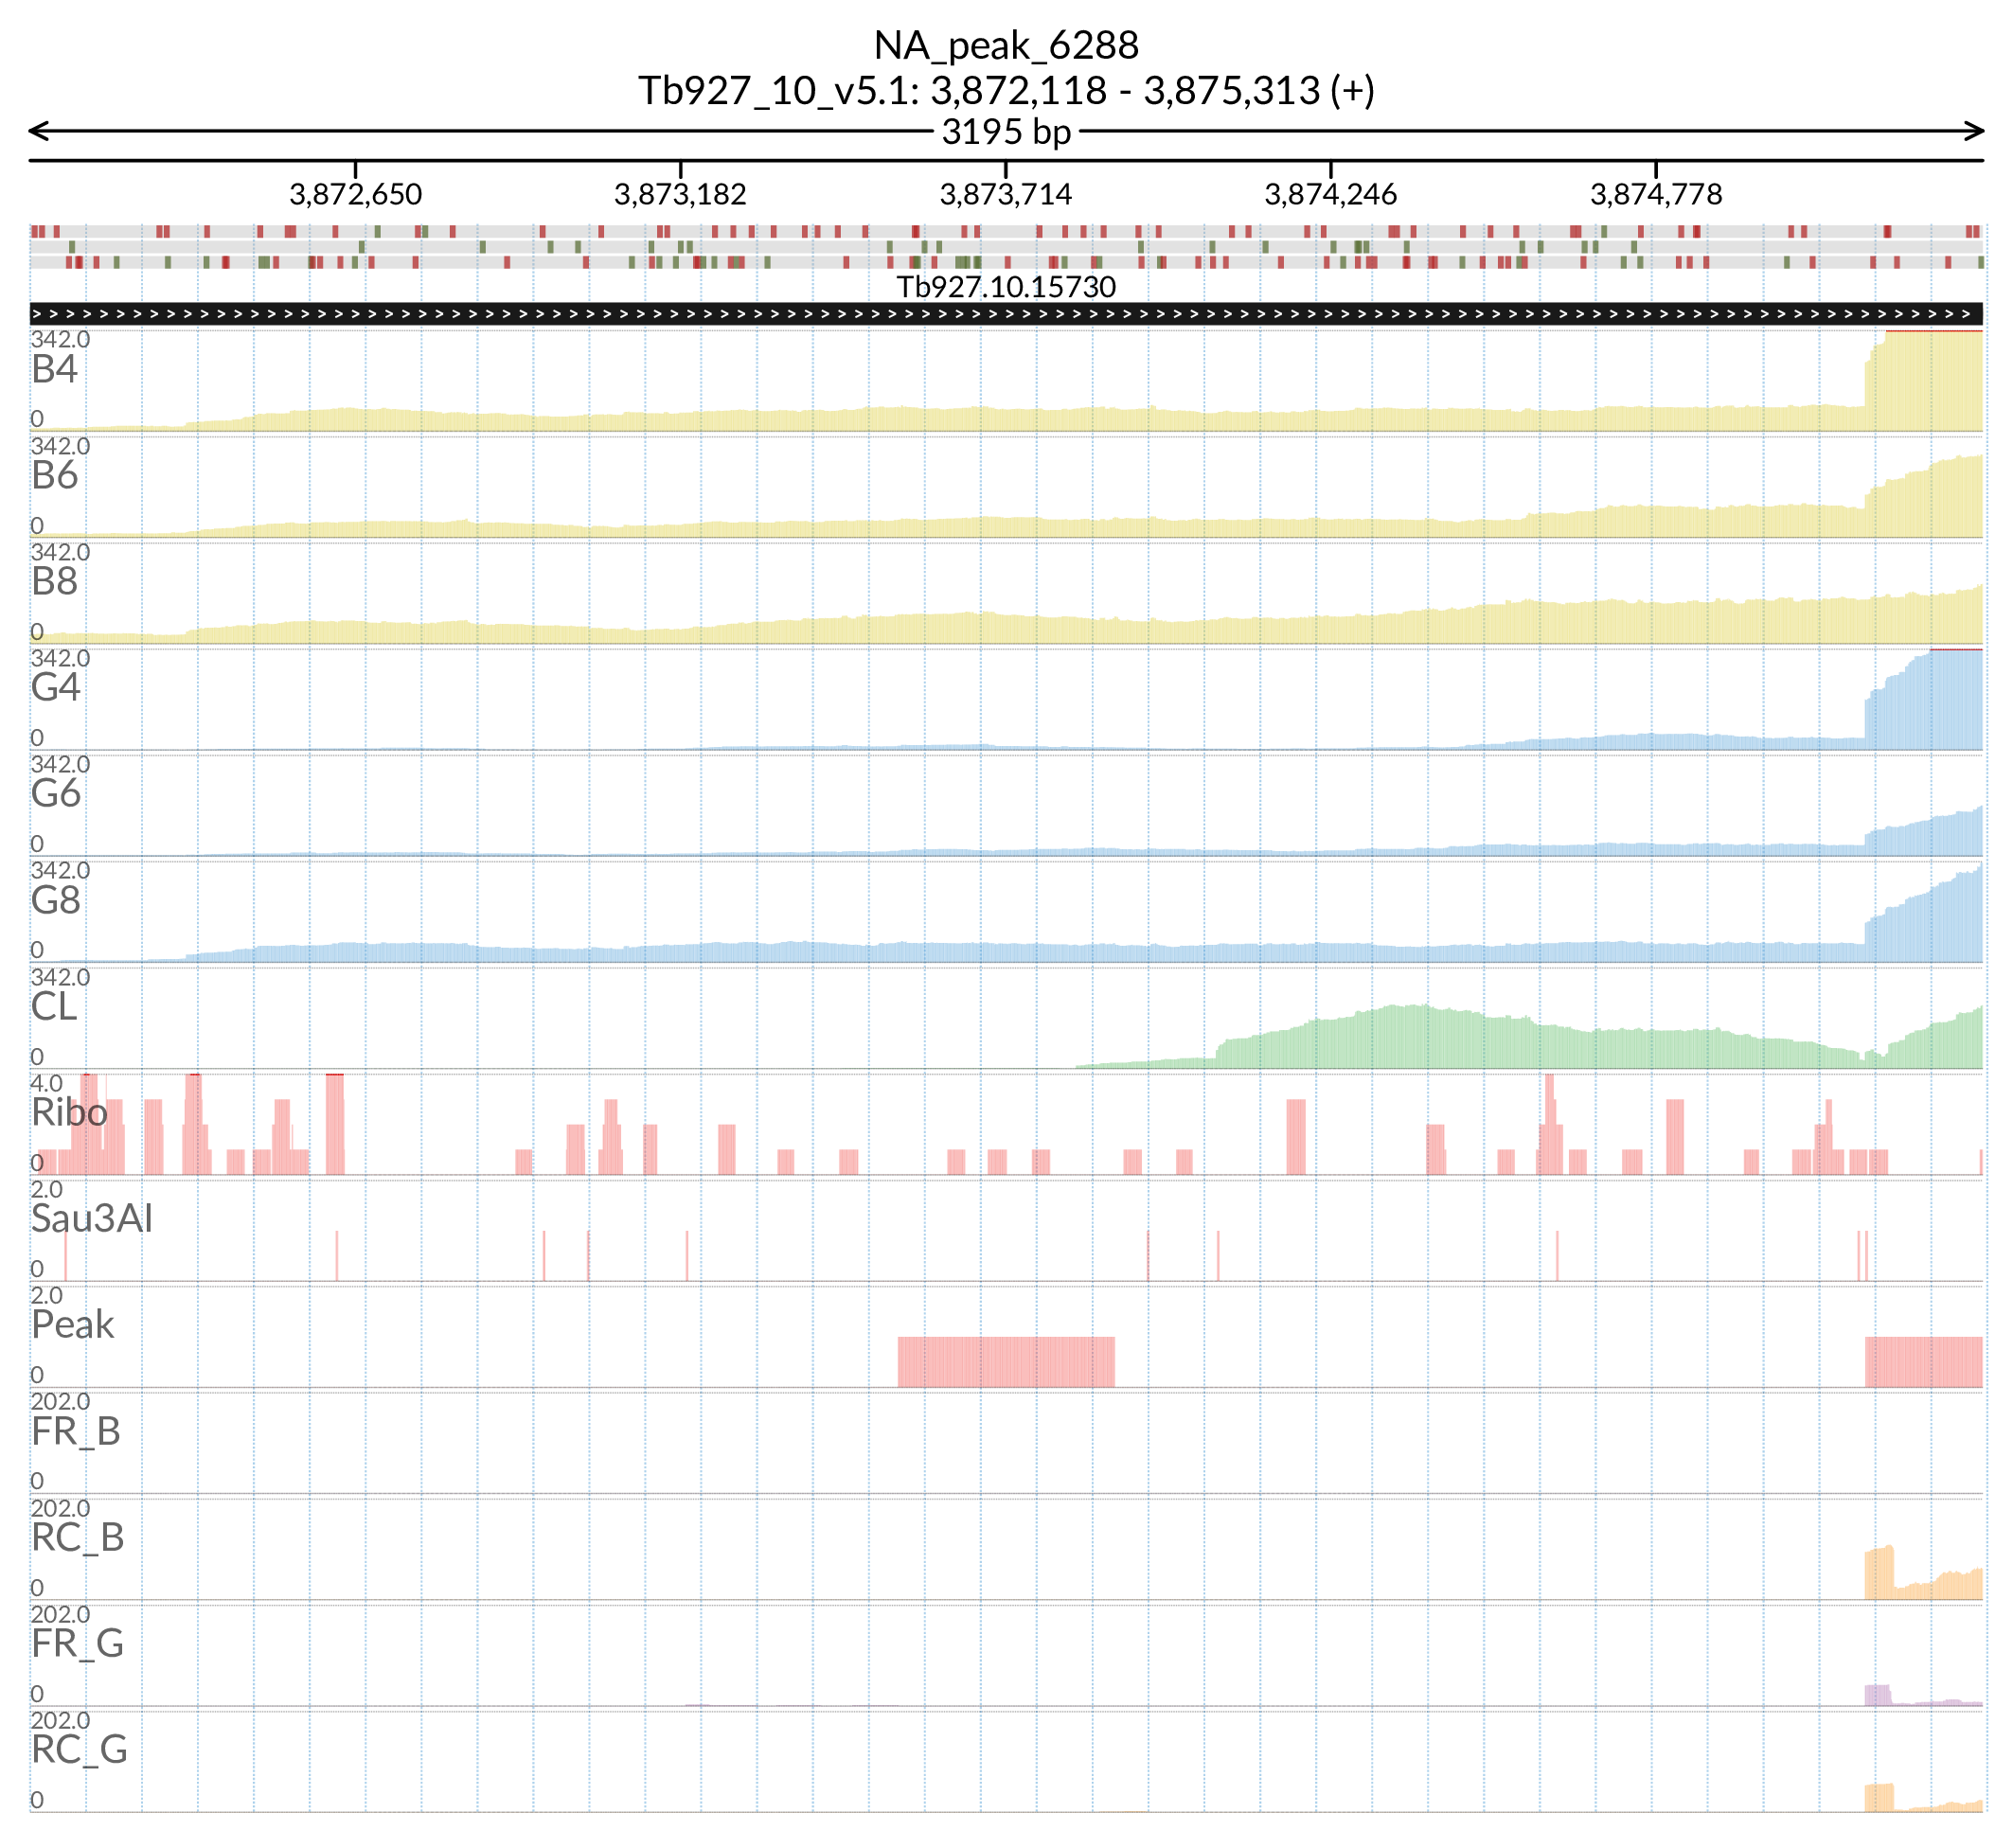 NA_peak_6288
Tb927_10_v5.1: 3,872,118 - 3,875,313 (+)
3195 bp
3,872,650 3,873,182 3,873,714 3,874,246 3,874,778
Tb927.10.15730
> > > > > > > > > > > > > > > > > > > > > > > > > > > > > > > > > > > > > > > > > > > > > > > > > > > > > > > > > > > > > > > > > > > > > > > > > > > > > > > > > > > > > > > > > > > > > > > > > > > > > > > > > > > > > > > > > > > >
342.0
B4
0
342.0
B6
0
342.0
B8
0
342.0
G4
0
342.0
G6
0
342.0
G8
0
342.0
CL
0
4.0
Ribo
0
2.0
Sau3AI
0
2.0
Peak
0
202.0
FR_B
0
202.0
RC_B
0
202.0
FR_G
0
202.0
RC_G
0